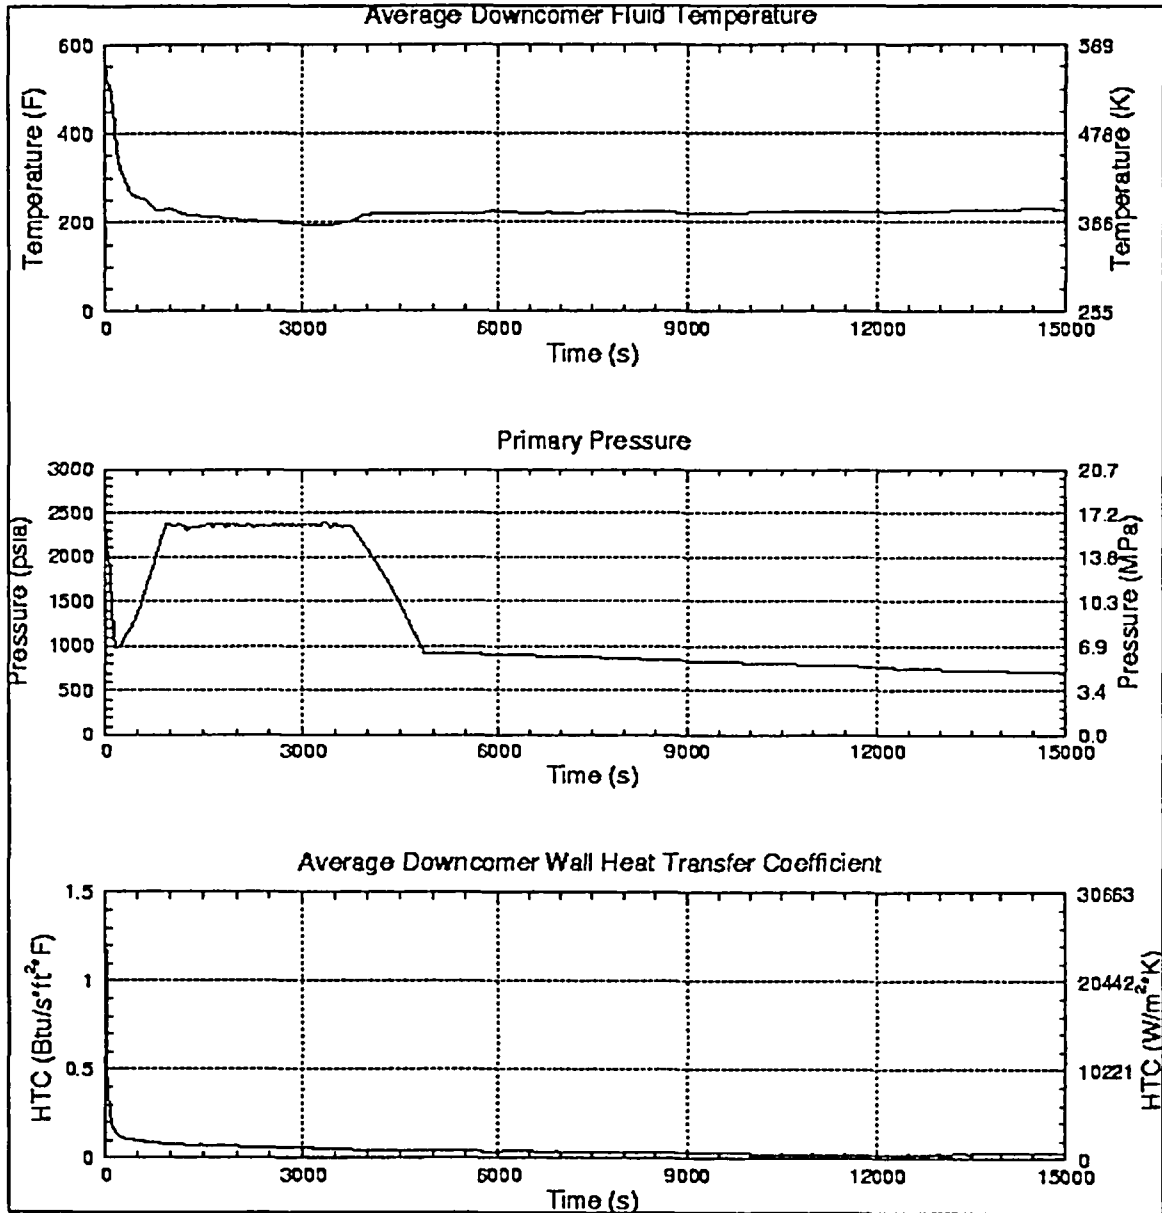 Average Downcomer Fluid Temperature
600 589
Temperature (F) Temperature (K)
400 478
200 366
0 255
0 3000 6000 9000 12000 15000
Time (s)
Primary Pressure
3000 20.7
2500 17.2
2000 13.8
Pressure (psia) Pressure (MPa)
1500 10.3
1000 6.9
500 3.4
0 0.0
0 3000 6000 9000 12000 15000
Time (s)
Average Downcomer Wall Heat Transfer Coefficient
1.5 30663
HTC (Btu/s*ft²*F) HTC (W/m²*K)
1 20442
0.5 10221
0 0
0 3000 6000 9000 12000 15000
Time (s)